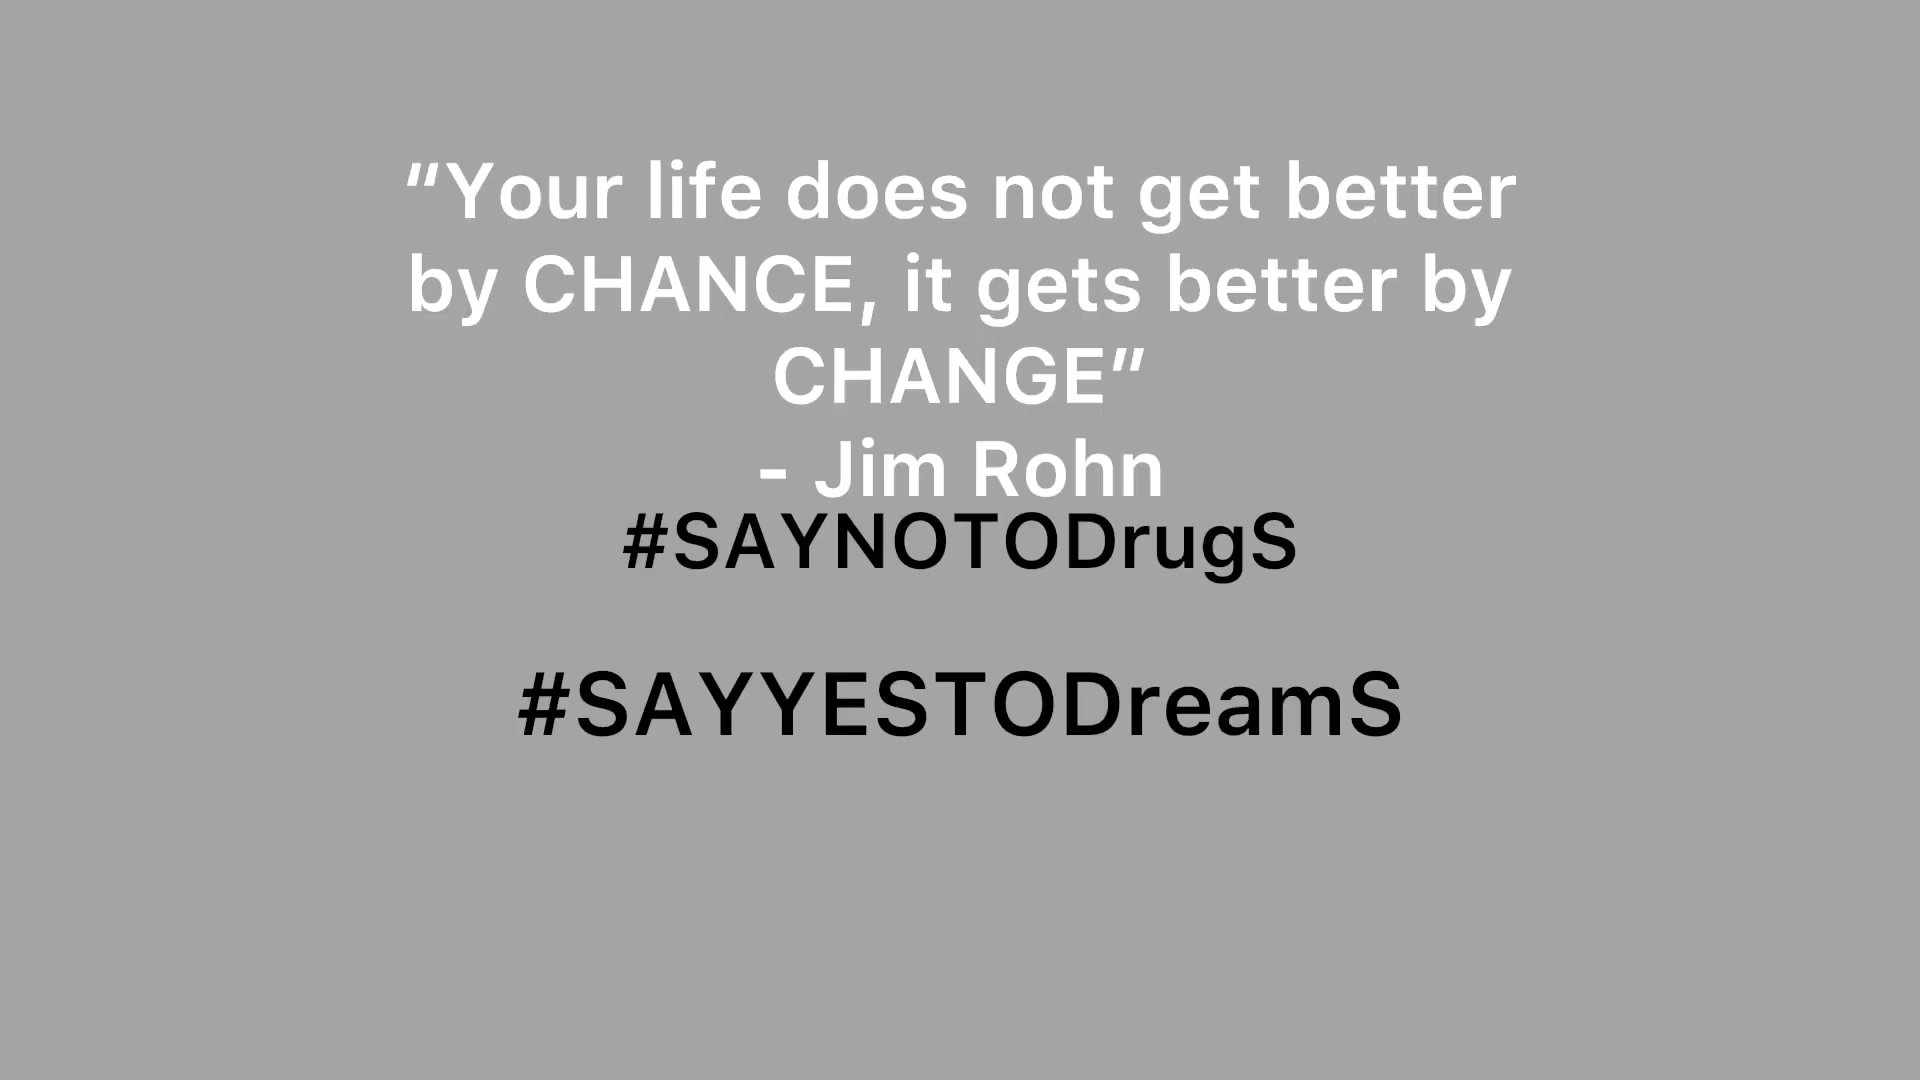 “Your life does not get better
by CHANCE, it gets better by
CHANGE”
- Jim Rohn
#SAYNOTODrugS
#SAYYESTODreamS